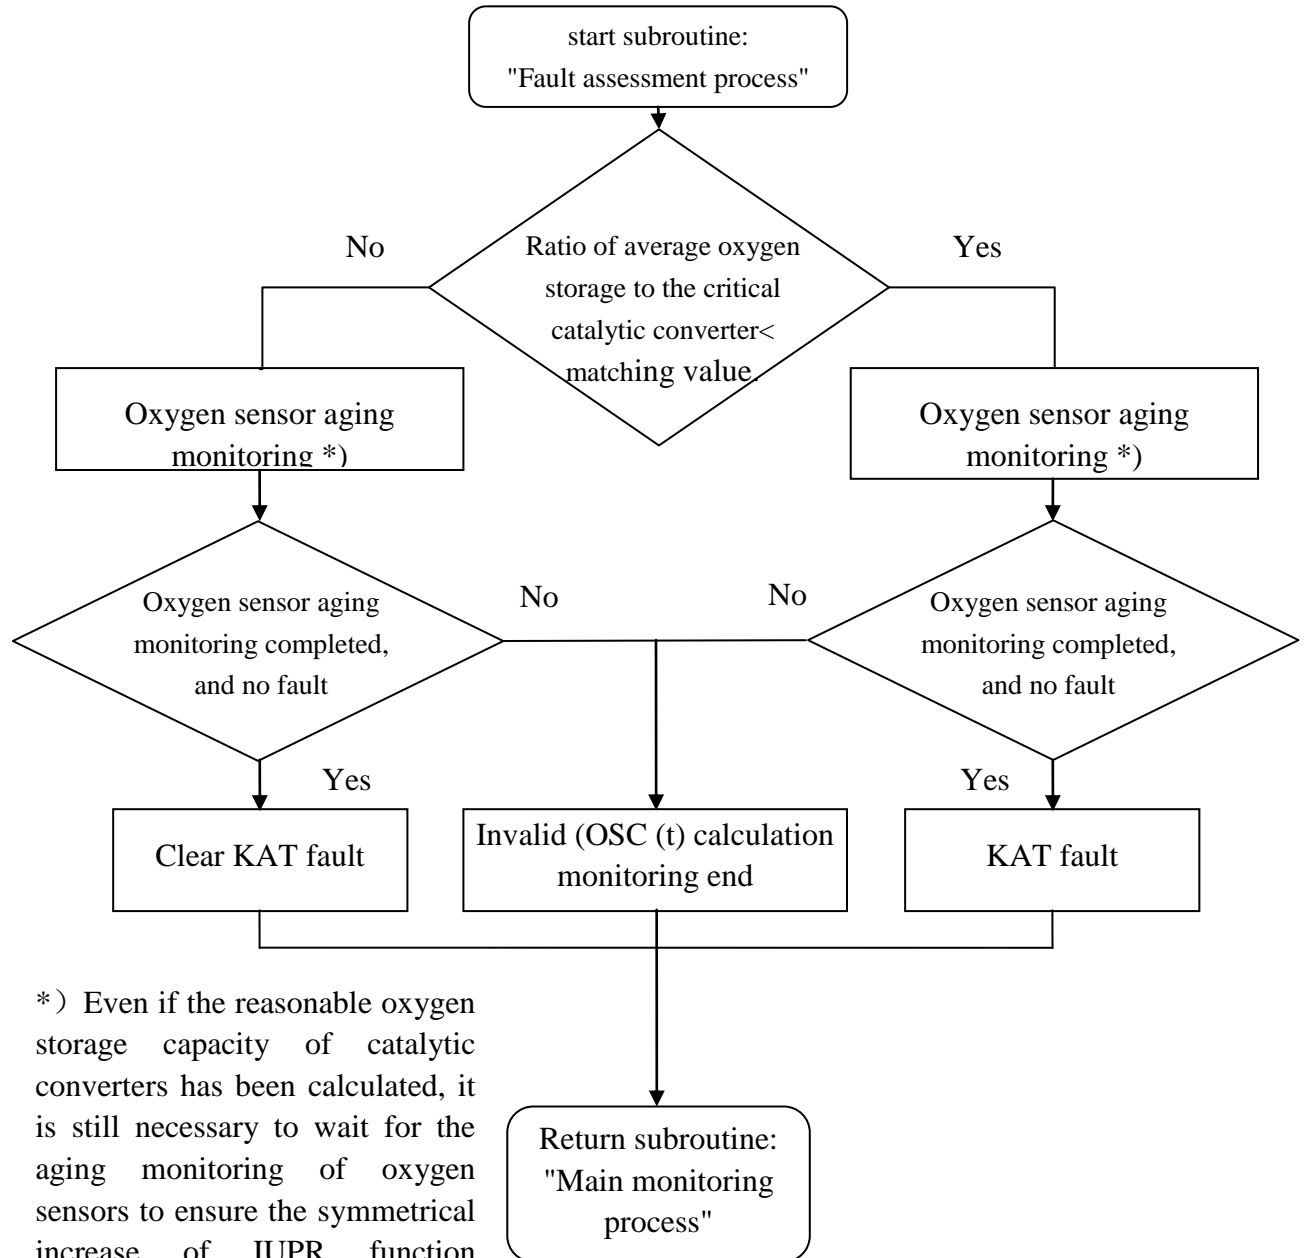 start subroutine:
"Fault assessment process"
No
Yes
Ratio of average oxygen
storage to the critical
catalytic converter<
matching value.
Oxygen sensor aging
monitoring *)
Oxygen sensor aging
monitoring *)
Oxygen sensor aging
monitoring completed,
and no fault
No
No
Oxygen sensor aging
monitoring completed,
and no fault
Yes
Yes
Clear KAT fault
Invalid (OSC (t) calculation
monitoring end
KAT fault
*）Even if the reasonable oxygen
storage capacity of catalytic
converters has been calculated, it
is still necessary to wait for the
aging monitoring of oxygen
sensors to ensure the symmetrical
increase of IUPR function
Return subroutine:
"Main monitoring
process"